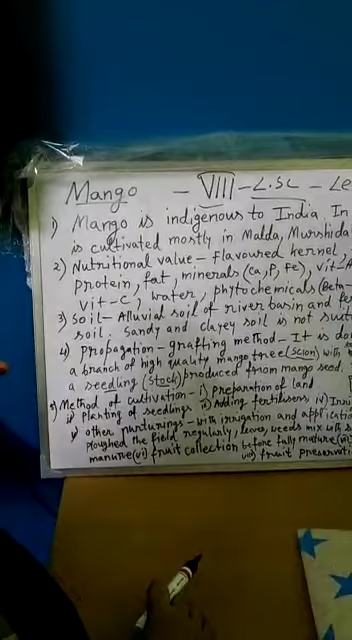 Mango - VIII - L.Sc - Le
1) Mango is indigenous to India. In
is cultivated mostly in Malda, Murshida
2) Nutritional value - flavoured kernel,
protein, fat, minerals (Ca, P, Fe), Vit-A
Vit-C, water, phytochemicals (Beta-
3) Soil - Alluvial soil of river basin and fe
soil. Sandy and clayey soil is not suit
4) Propagation - grafting method - It is do
a branch of high quality mango tree (scion) with
a seedling (stock) produced from mango seed.
5) Method of cultivation - i) Preparation of land
ii) Planting of seedlings iii) Adding fertilisers iv) Irri
v) other nurturings - with irrigation and applicati
ploughed the field regularly, leaves, weeds mix with s
manure (vi) fruit collection before fully mature (vii)
viii) fruit preservati